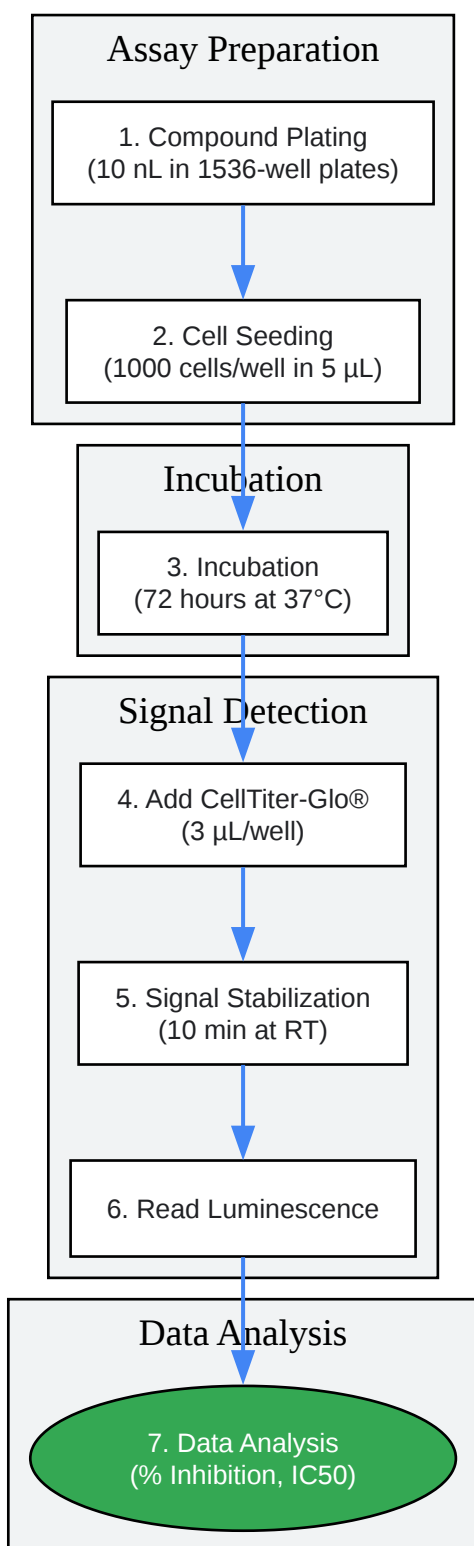 Assay Preparation
1. Compound Plating
(10 nL in 1536-well plates)
2. Cell Seeding
(1000 cells/well in 5 µL)
Incubation
3. Incubation
(72 hours at 37°C)
Signal Detection
4. Add CellTiter-Glo®
(3 µL/well)
5. Signal Stabilization
(10 min at RT)
6. Read Luminescence
Data Analysis
7. Data Analysis
(% Inhibition, IC50)